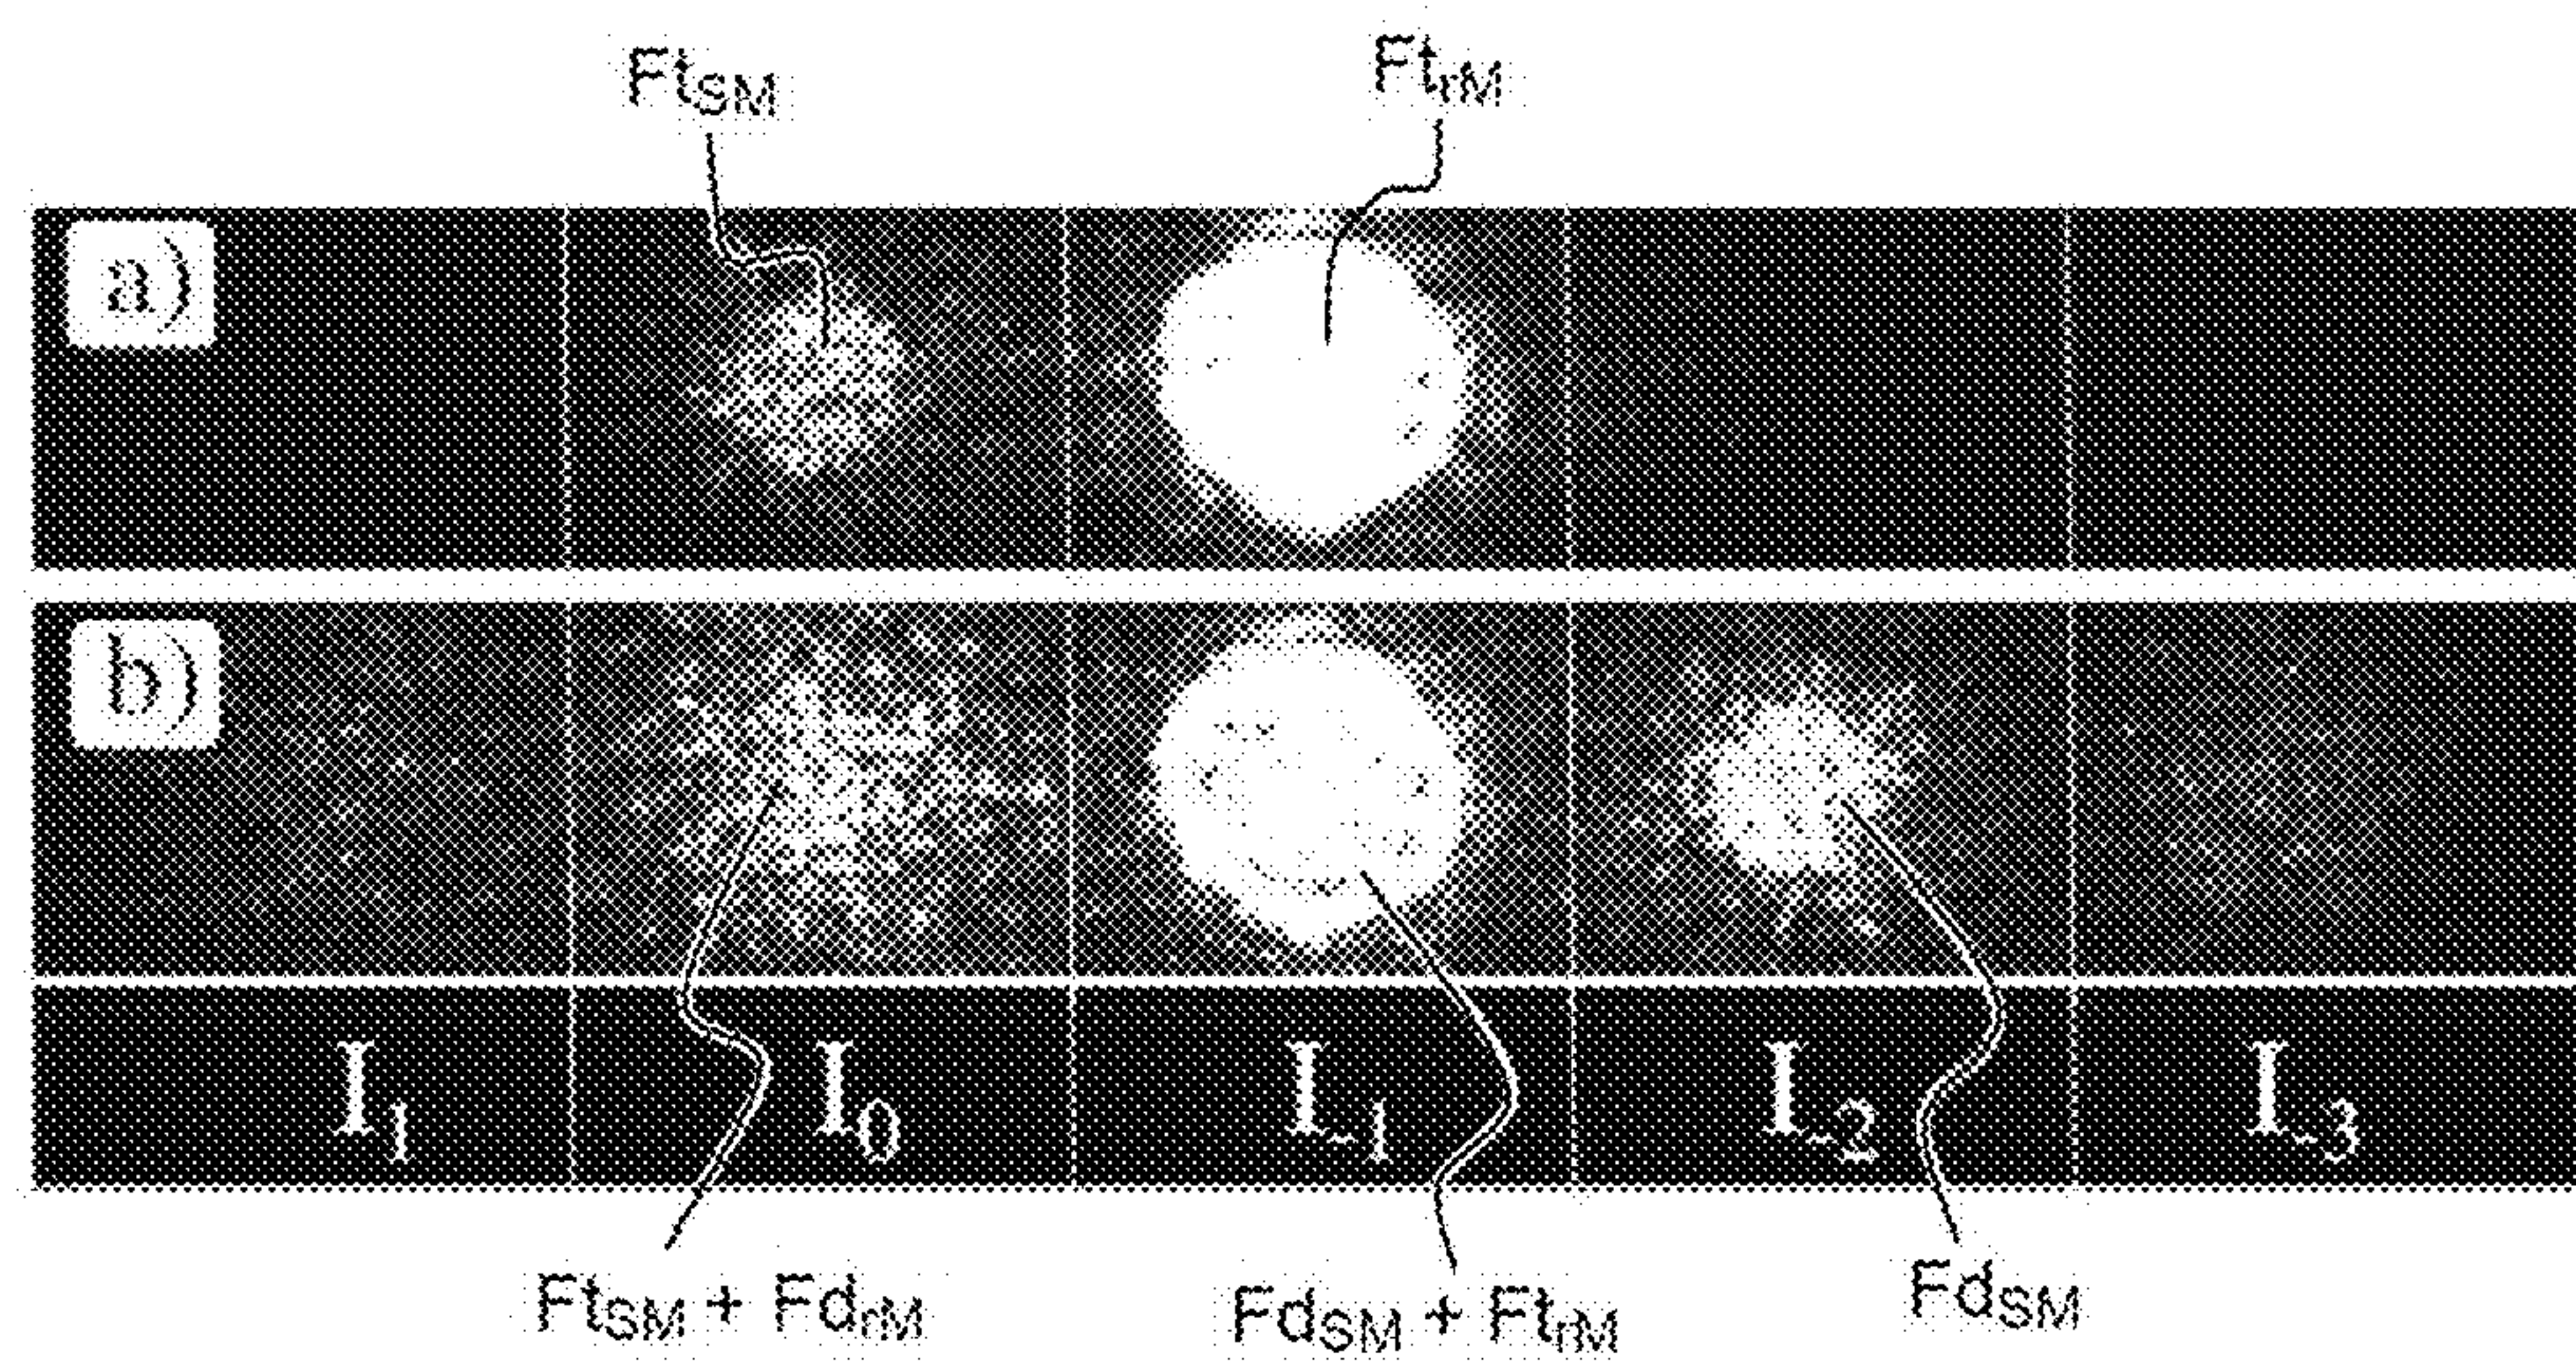 Ft_SM Ft_rM
a)
b)
I_1 I_0 I_-1 I_-2 I_-3
Ft_SM + Fd_rM Fd_SM + Ft_rM Fd_SM